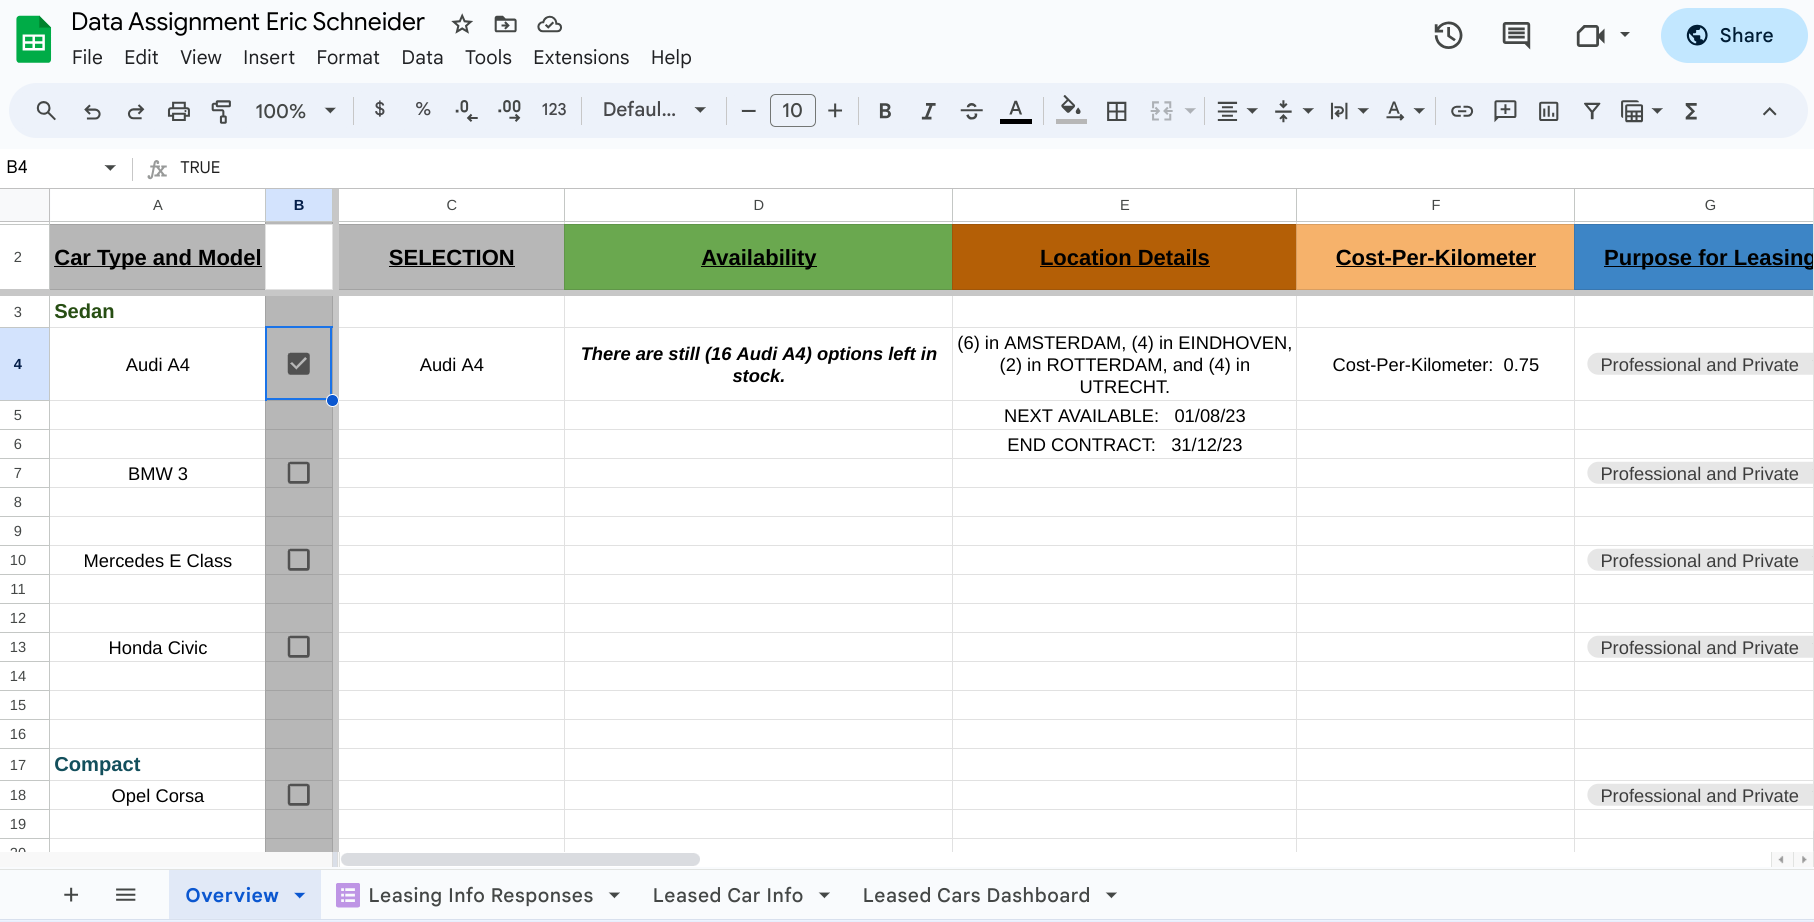 Data Assignment Eric Schneider
File Edit View Insert Format Data Tools Extensions Help
Share
100% $ % .0 .00 123 Defaul... 10 B I A A Σ
B4 fx TRUE
A B C D E F G
2 Car Type and Model SELECTION Availability Location Details Cost-Per-Kilometer Purpose for Leasing
3 Sedan
4 Audi A4 Audi A4 There are still (16 Audi A4) options left in stock. (6) in AMSTERDAM, (4) in EINDHOVEN, (2) in ROTTERDAM, and (4) in UTRECHT. Cost-Per-Kilometer: 0.75 Professional and Private
5 NEXT AVAILABLE: 01/08/23
6 END CONTRACT: 31/12/23
7 BMW 3 Professional and Private
8
9
10 Mercedes E Class Professional and Private
11
12
13 Honda Civic Professional and Private
14
15
16
17 Compact
18 Opel Corsa Professional and Private
19
20
Overview Leasing Info Responses Leased Car Info Leased Cars Dashboard